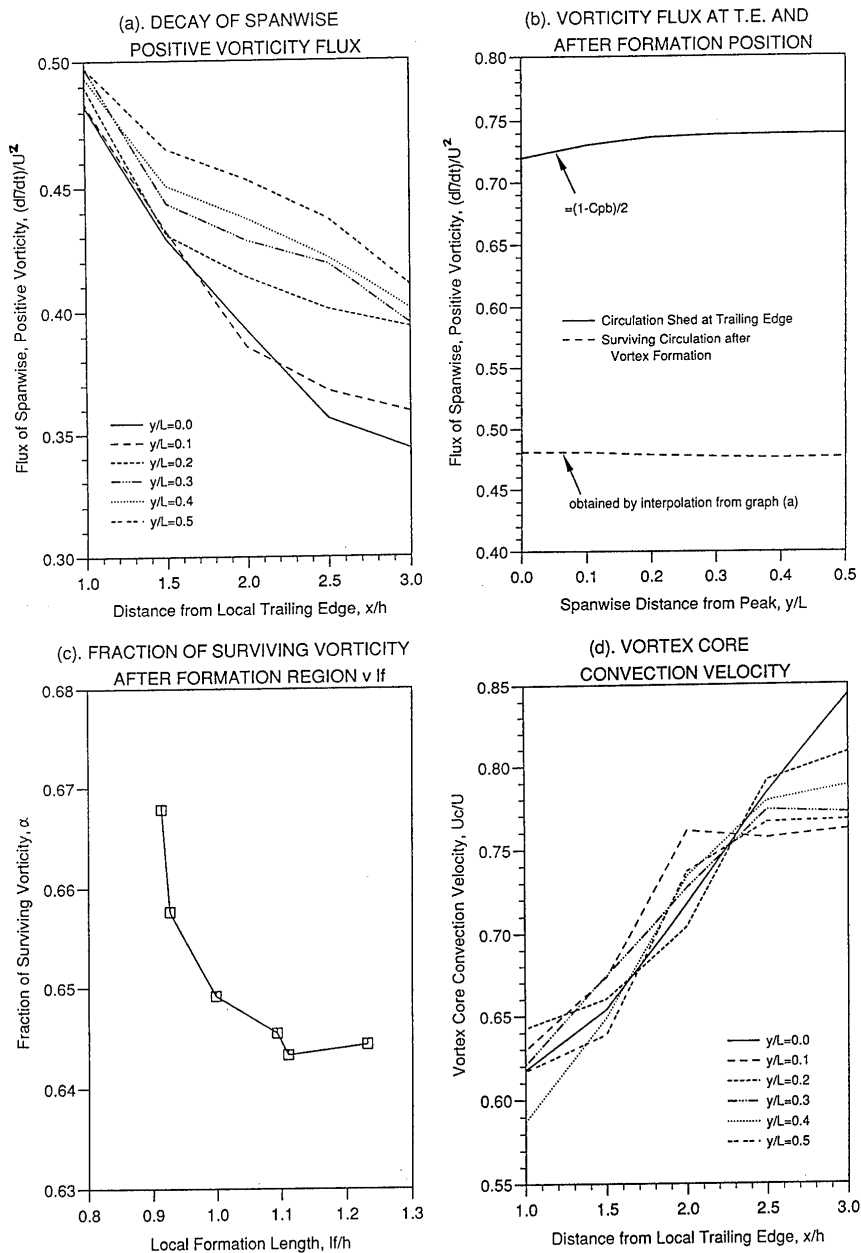 (a). DECAY OF SPANWISE
POSITIVE VORTICITY FLUX
0.50
0.45
0.40
0.35
0.30
Flux of Spanwise, Positive Vorticity, (dΓ/dt)/U²
y/L=0.0
y/L=0.1
y/L=0.2
y/L=0.3
y/L=0.4
y/L=0.5
1.0 1.5 2.0 2.5 3.0
Distance from Local Trailing Edge, x/h
(b). VORTICITY FLUX AT T.E. AND
AFTER FORMATION POSITION
0.80
0.75
0.70
0.65
0.60
0.55
0.50
0.45
0.40
Flux of Spanwise, Positive Vorticity, (dΓ/dt)/U²
=(1-Cpb)/2
Circulation Shed at Trailing Edge
Surviving Circulation after
Vortex Formation
obtained by interpolation from graph (a)
0.0 0.1 0.2 0.3 0.4 0.5
Spanwise Distance from Peak, y/L
(c). FRACTION OF SURVIVING VORTICITY
AFTER FORMATION REGION v lf
0.68
0.67
0.66
0.65
0.64
0.63
Fraction of Surviving Vorticity, α
0.8 0.9 1.0 1.1 1.2 1.3
Local Formation Length, lf/h
(d). VORTEX CORE
CONVECTION VELOCITY
0.85
0.80
0.75
0.70
0.65
0.60
0.55
Vortex Core Convection Velocity, Uc/U
y/L=0.0
y/L=0.1
y/L=0.2
y/L=0.3
y/L=0.4
y/L=0.5
1.0 1.5 2.0 2.5 3.0
Distance from Local Trailing Edge, x/h